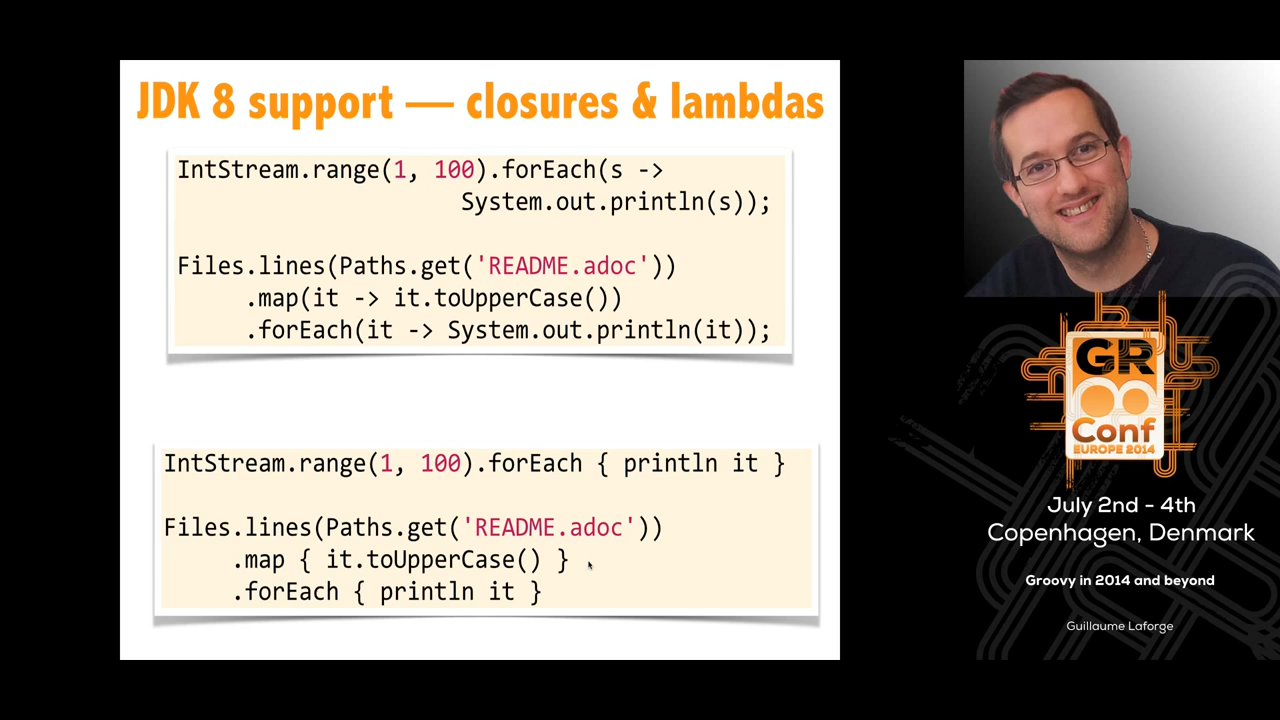 JDK 8 support — closures & lambdas
IntStream.range(1, 100).forEach(s ->
System.out.println(s));
Files.lines(Paths.get('README.adoc'))
.map(it -> it.toUpperCase())
.forEach(it -> System.out.println(it));
IntStream.range(1, 100).forEach { println it }
Files.lines(Paths.get('README.adoc'))
.map { it.toUpperCase() }
.forEach { println it }
GR
8
Conf
EUROPE 2014
July 2nd - 4th
Copenhagen, Denmark
Groovy in 2014 and beyond
Guillaume Laforge